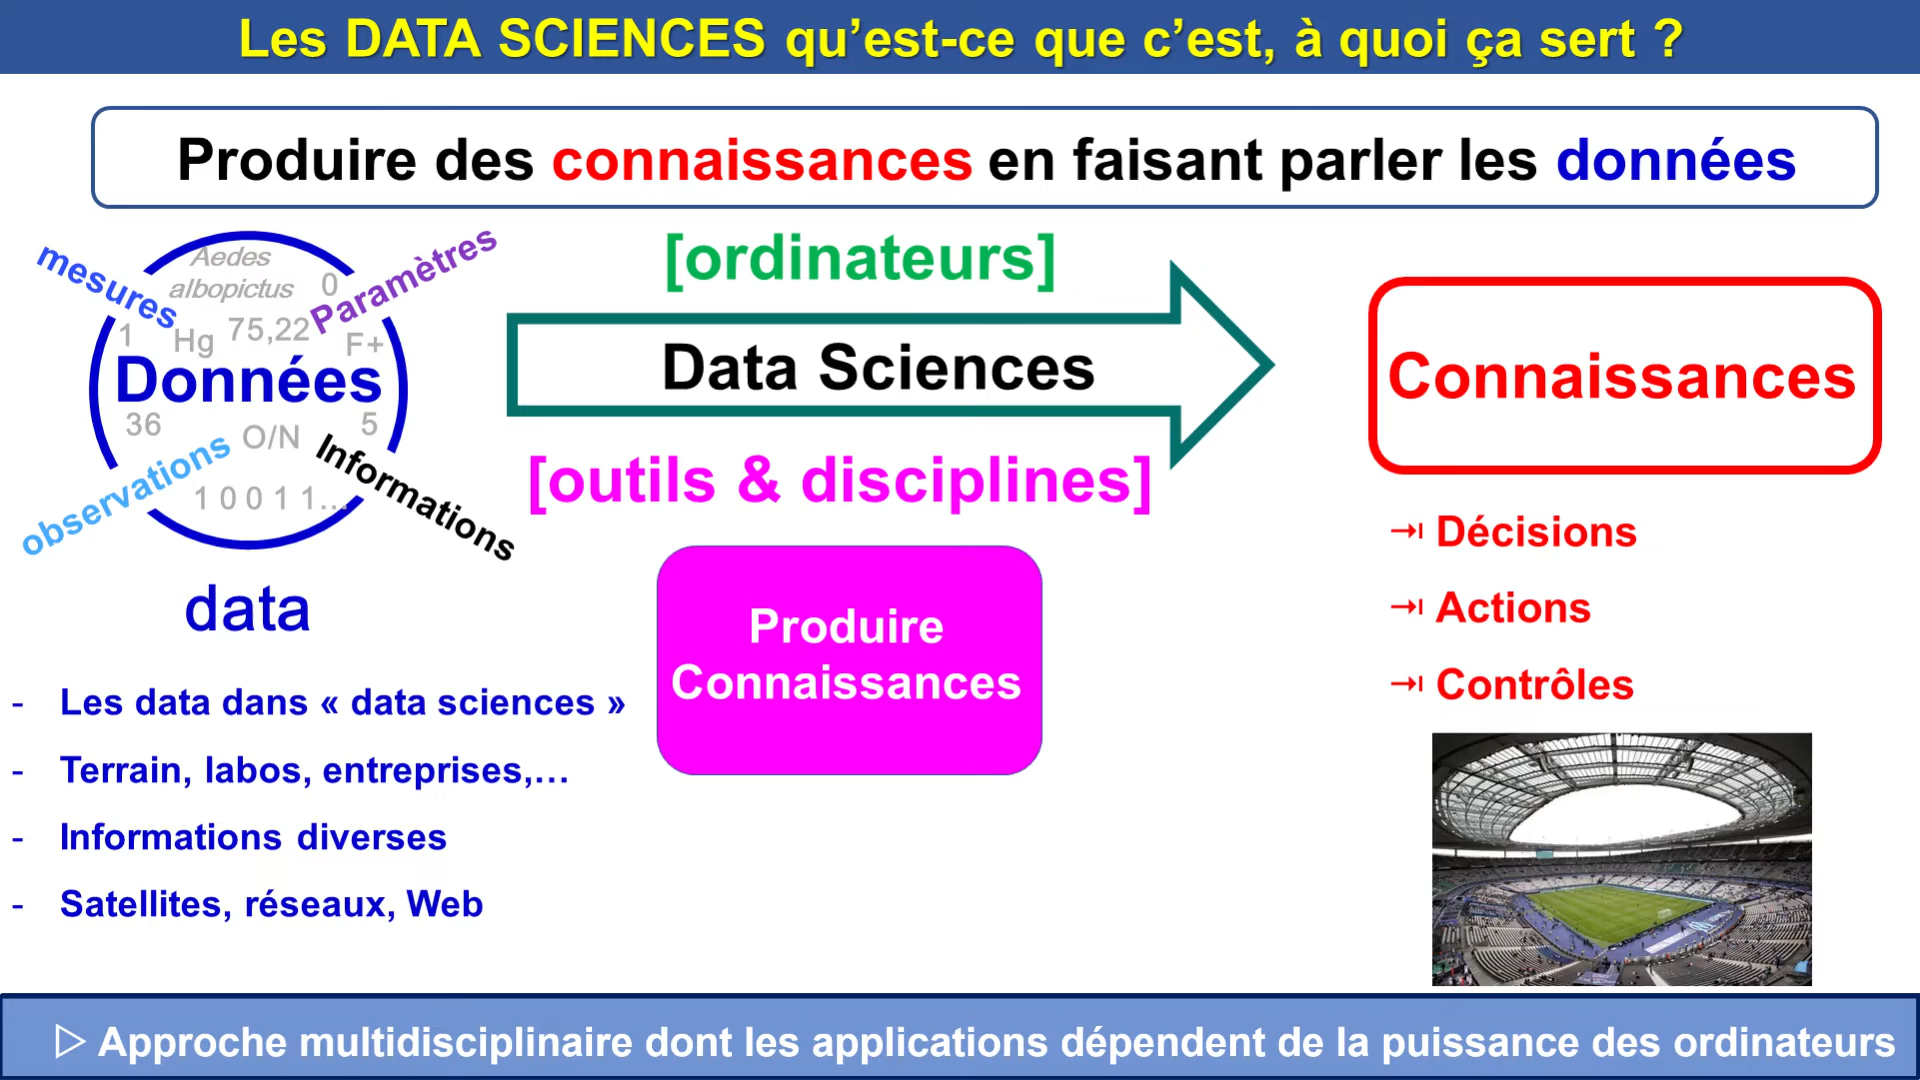 Les DATA SCIENCES qu’est-ce que c’est, à quoi ça sert ?
Produire des connaissances en faisant parler les données
mesures
Aedes
albopictus
0
Paramètres
1
Hg
75,22
F+
Données
36
O/N
5
observations
Informations
1 0 0 1 1...
data
[ordinateurs]
Data Sciences
[outils & disciplines]
Produire
Connaissances
Connaissances
⇥ Décisions
⇥ Actions
⇥ Contrôles
- Les data dans « data sciences »
- Terrain, labos, entreprises,…
- Informations diverses
- Satellites, réseaux, Web
▷ Approche multidisciplinaire dont les applications dépendent de la puissance des ordinateurs